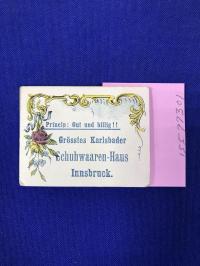 Princip: Gut und billig!!
Grösstes Karlsbader
Schuhwaaren-Haus
Innsbruck.